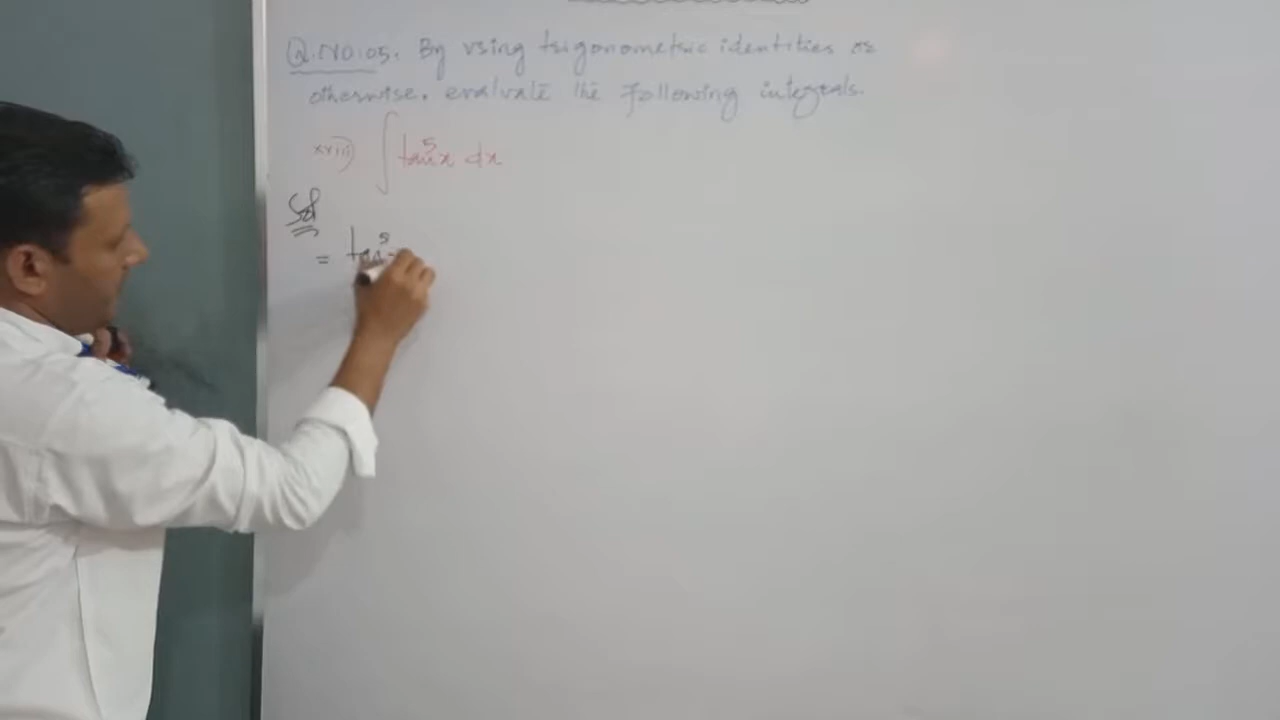 Q.NO:05. By using trigonometric identities or
otherwise, evaluate the following integrals.
xviii) ∫ tan⁵x dx
Sol
= tan⁵